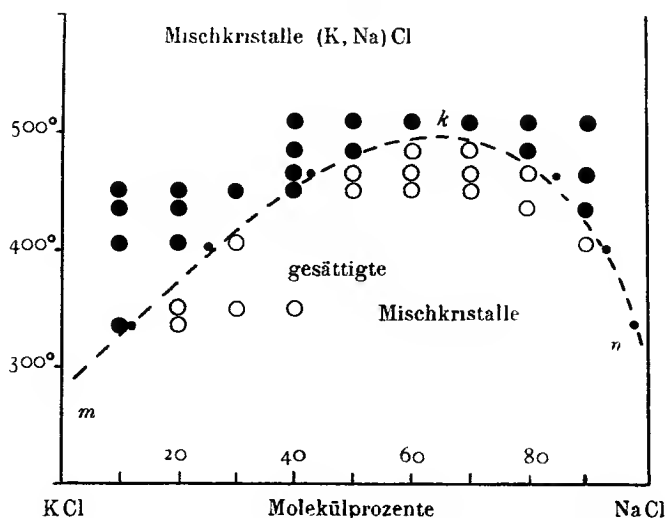 Mischkristalle (K, Na) Cl
500°
k
400°
gesättigte
Mischkristalle
300°
n
m
20 40 60 80
KCl Molekülprozente NaCl